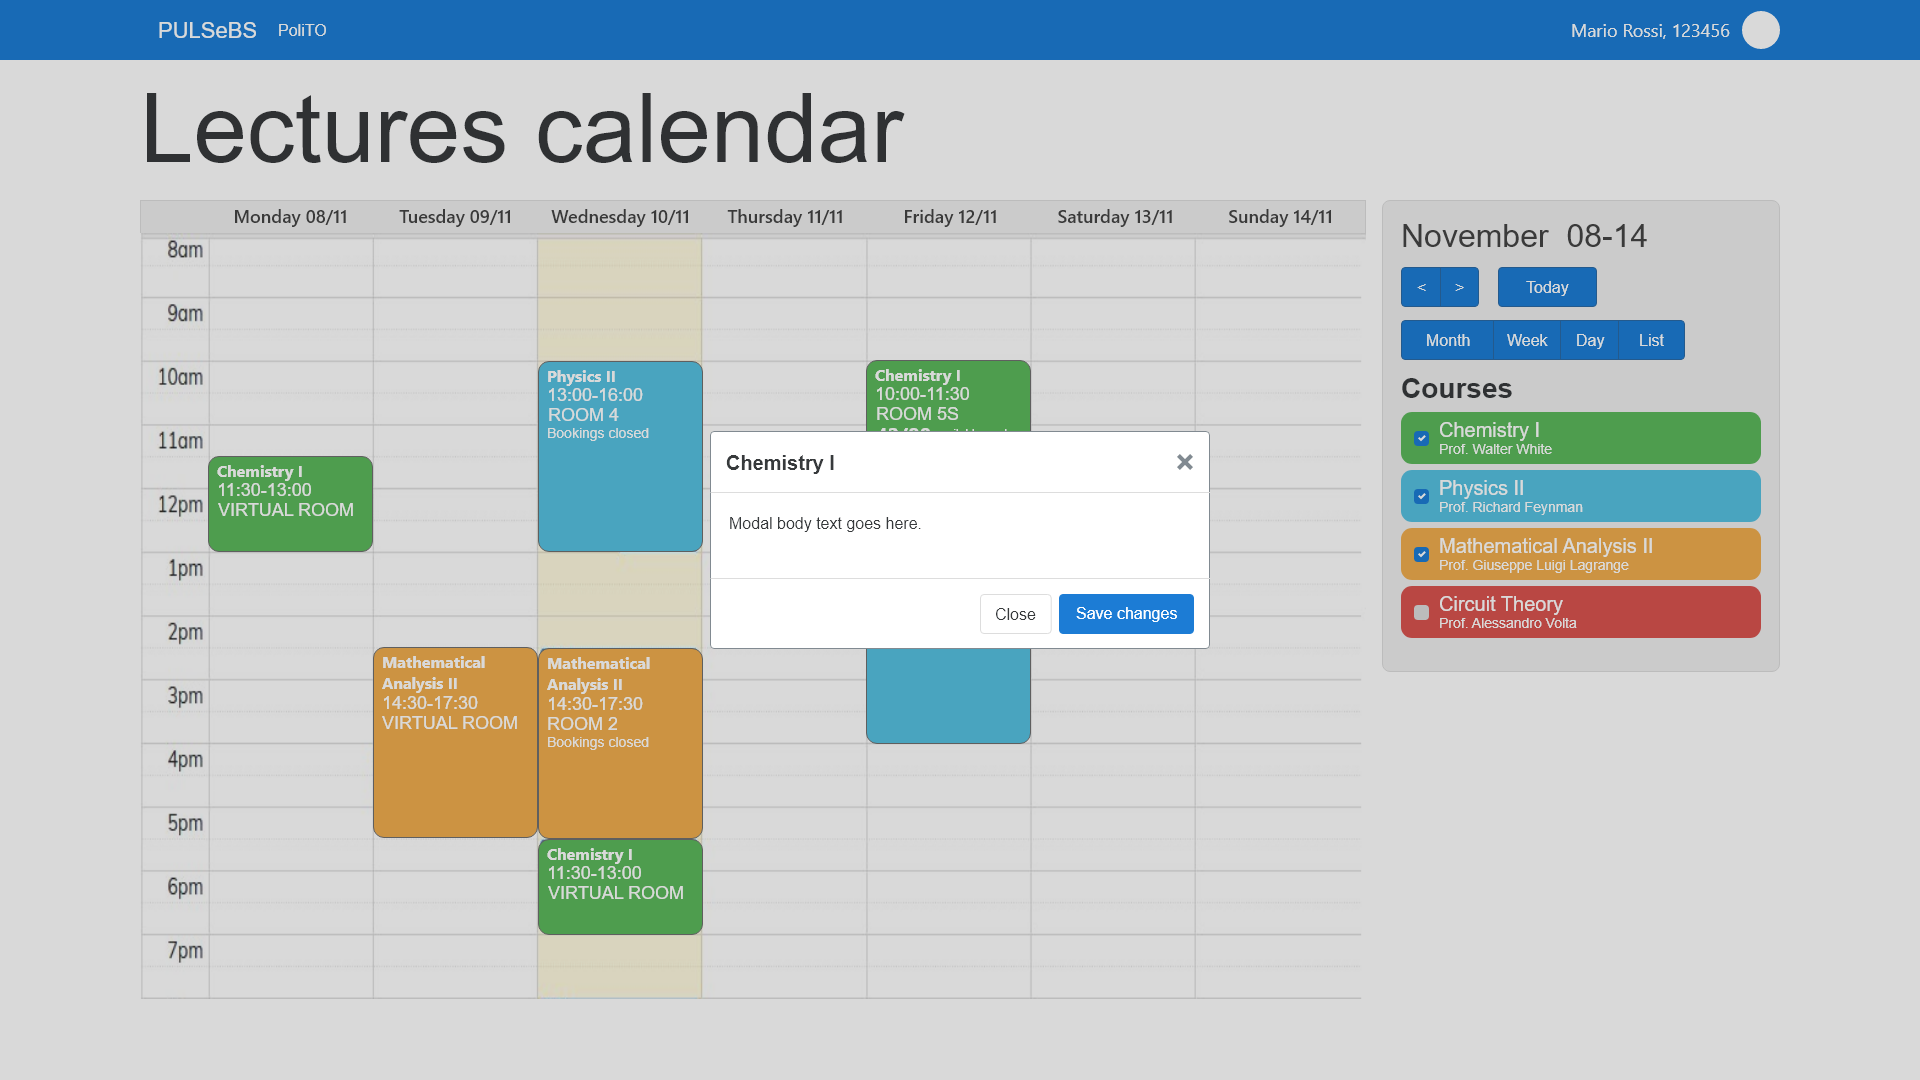 PULSeBS PoliTO
Mario Rossi, 123456
Lectures calendar
Monday 08/11 Tuesday 09/11 Wednesday 10/11 Thursday 11/11 Friday 12/11 Saturday 13/11 Sunday 14/11
8am
9am
10am
11am
12pm
1pm
2pm
3pm
4pm
5pm
6pm
7pm
Chemistry I
11:30-13:00
VIRTUAL ROOM
Mathematical
Analysis II
14:30-17:30
VIRTUAL ROOM
Physics II
13:00-16:00
ROOM 4
Bookings closed
Mathematical
Analysis II
14:30-17:30
ROOM 2
Bookings closed
Chemistry I
11:30-13:00
VIRTUAL ROOM
Chemistry I
10:00-11:30
ROOM 5S
Chemistry I ×
Modal body text goes here.
Close Save changes
November 08-14
< > Today
Month Week Day List
Courses
Chemistry I
Prof. Walter White
Physics II
Prof. Richard Feynman
Mathematical Analysis II
Prof. Giuseppe Luigi Lagrange
Circuit Theory
Prof. Alessandro Volta